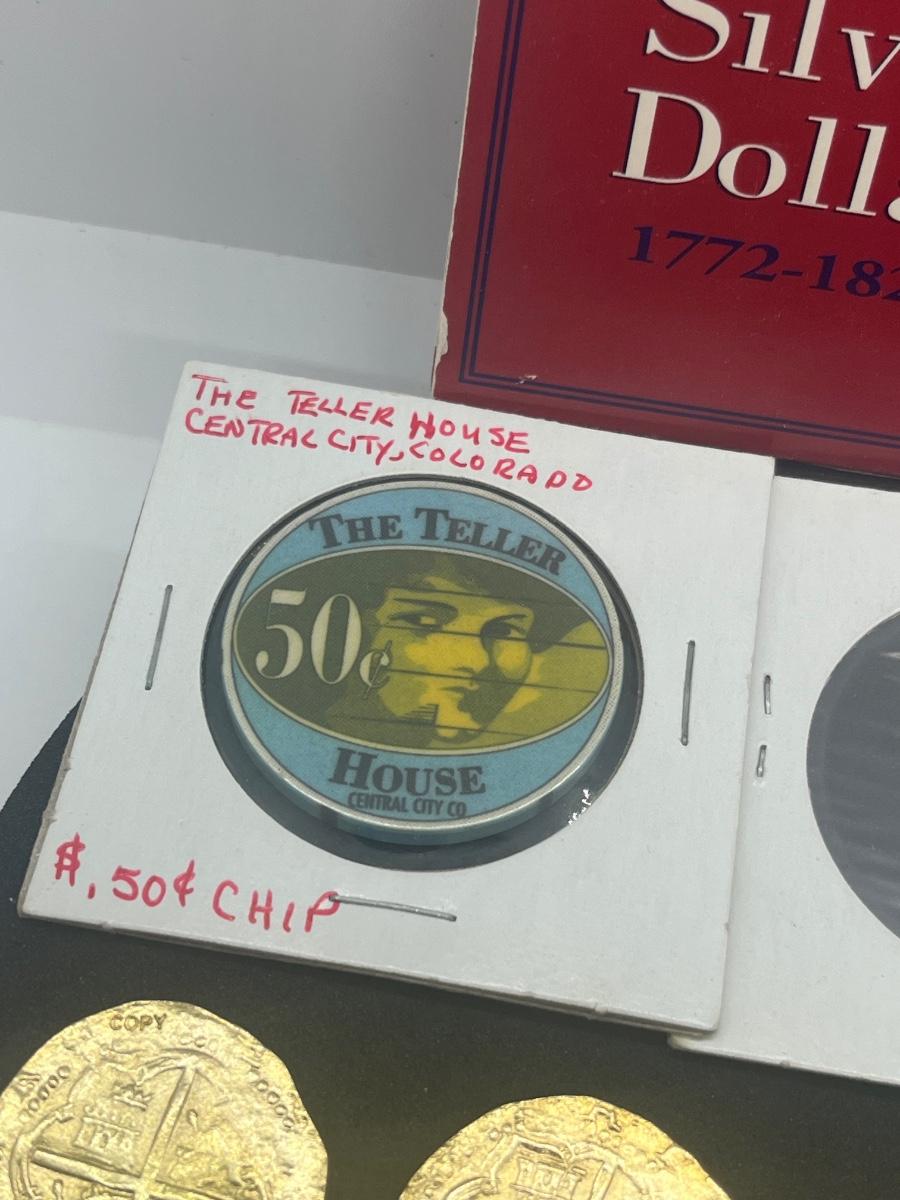 Silv
Doll
1772-182
THE TELLER HOUSE
CENTRAL CITY, COLORADO
THE TELLER
50¢
HOUSE
CENTRAL CITY CO.
$.50¢ CHIP
COPY